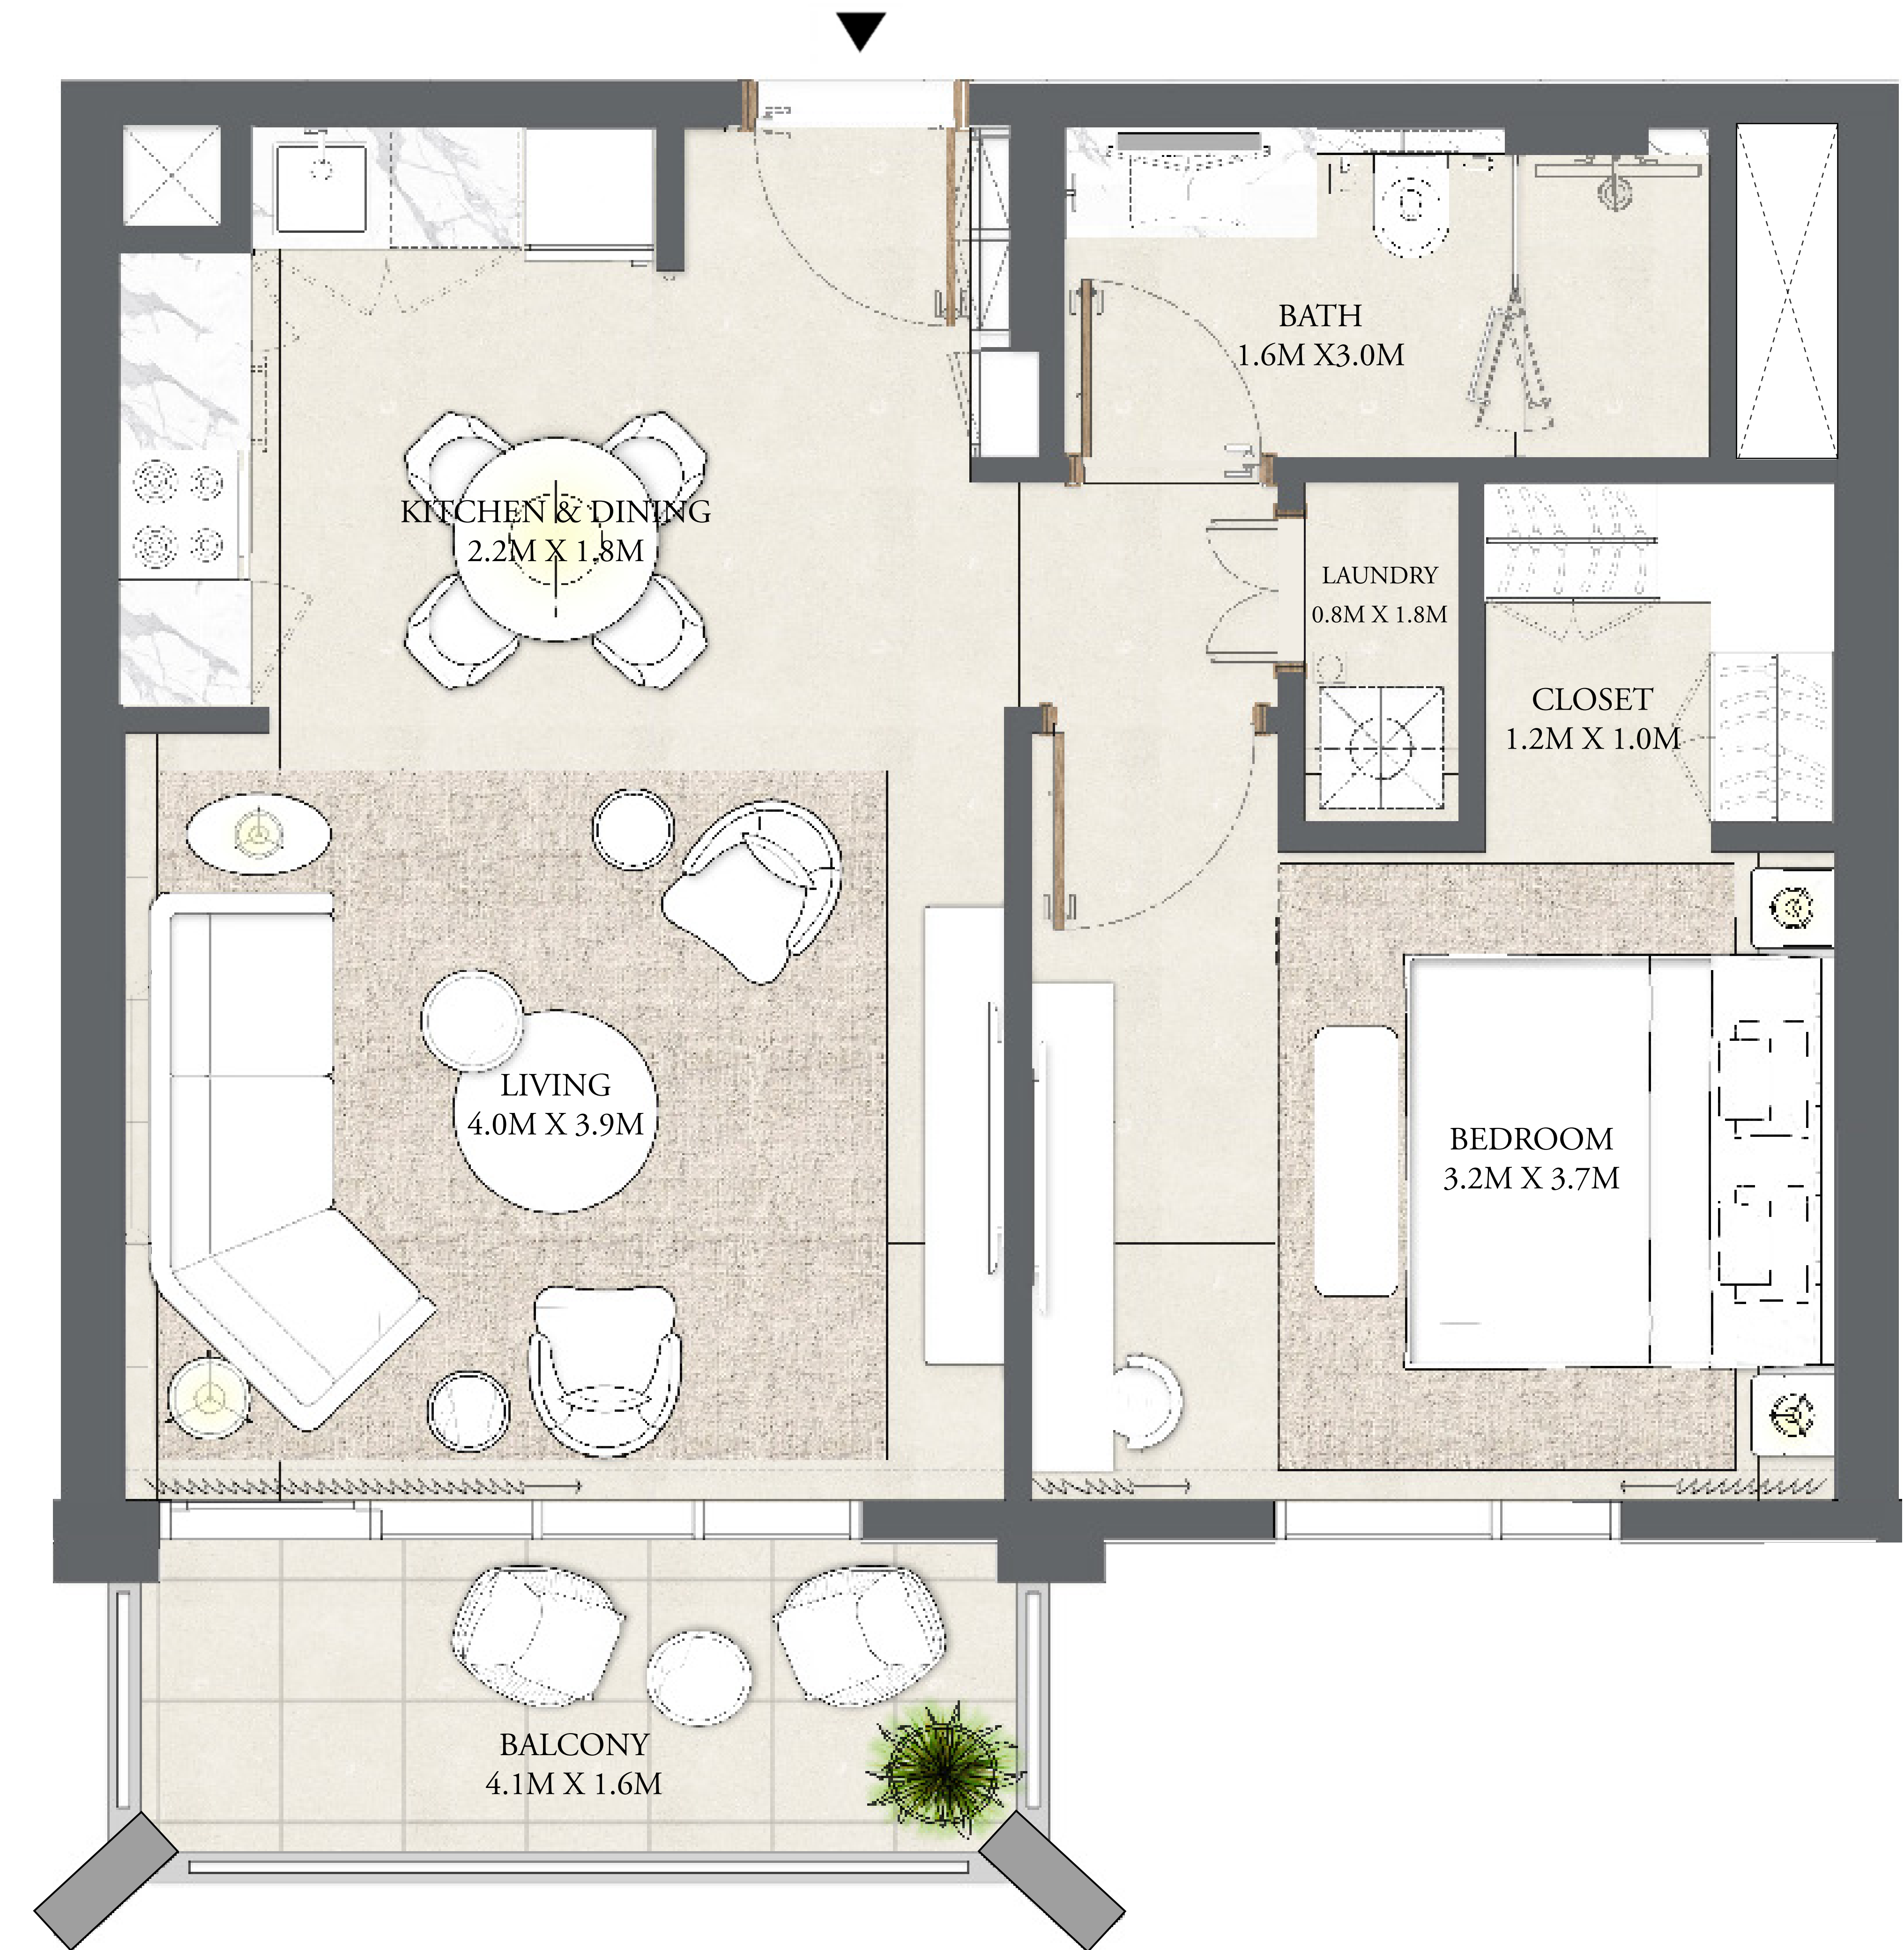 BATH
1.6M X3.0M
KITCHEN & DINING
2.2M X 1.8M
LAUNDRY
0.8M X 1.8M
CLOSET
1.2M X 1.0M
LIVING
4.0M X 3.9M
BEDROOM
3.2M X 3.7M
BALCONY
4.1M X 1.6M